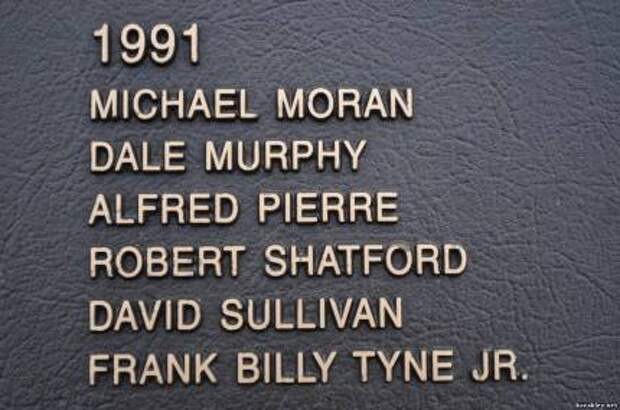 1991
MICHAEL MORAN
DALE MURPHY
ALFRED PIERRE
ROBERT SHATFORD
DAVID SULLIVAN
FRANK BILLY TYNE JR.